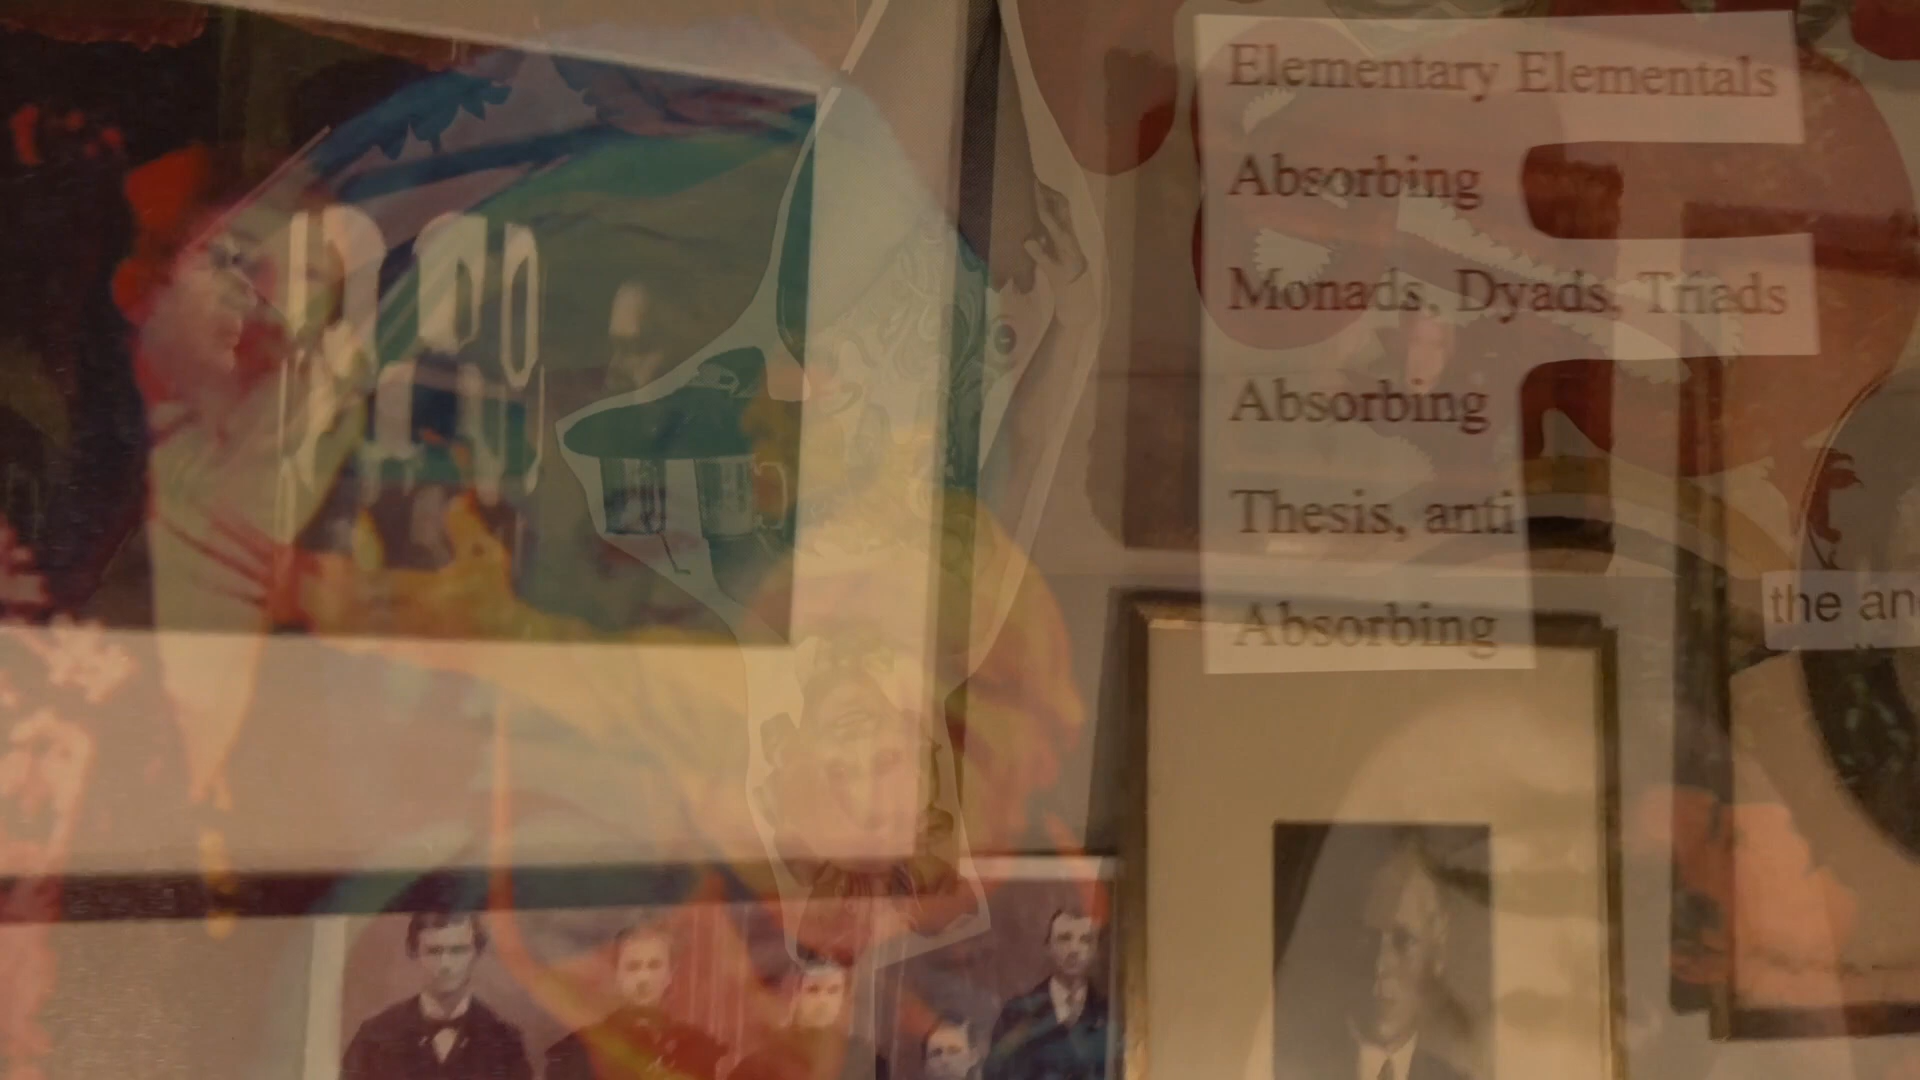 Elementary Elementals
Absorbing
Monads, Dyads, Triads
Absorbing
Thesis, anti
Absorbing
the an